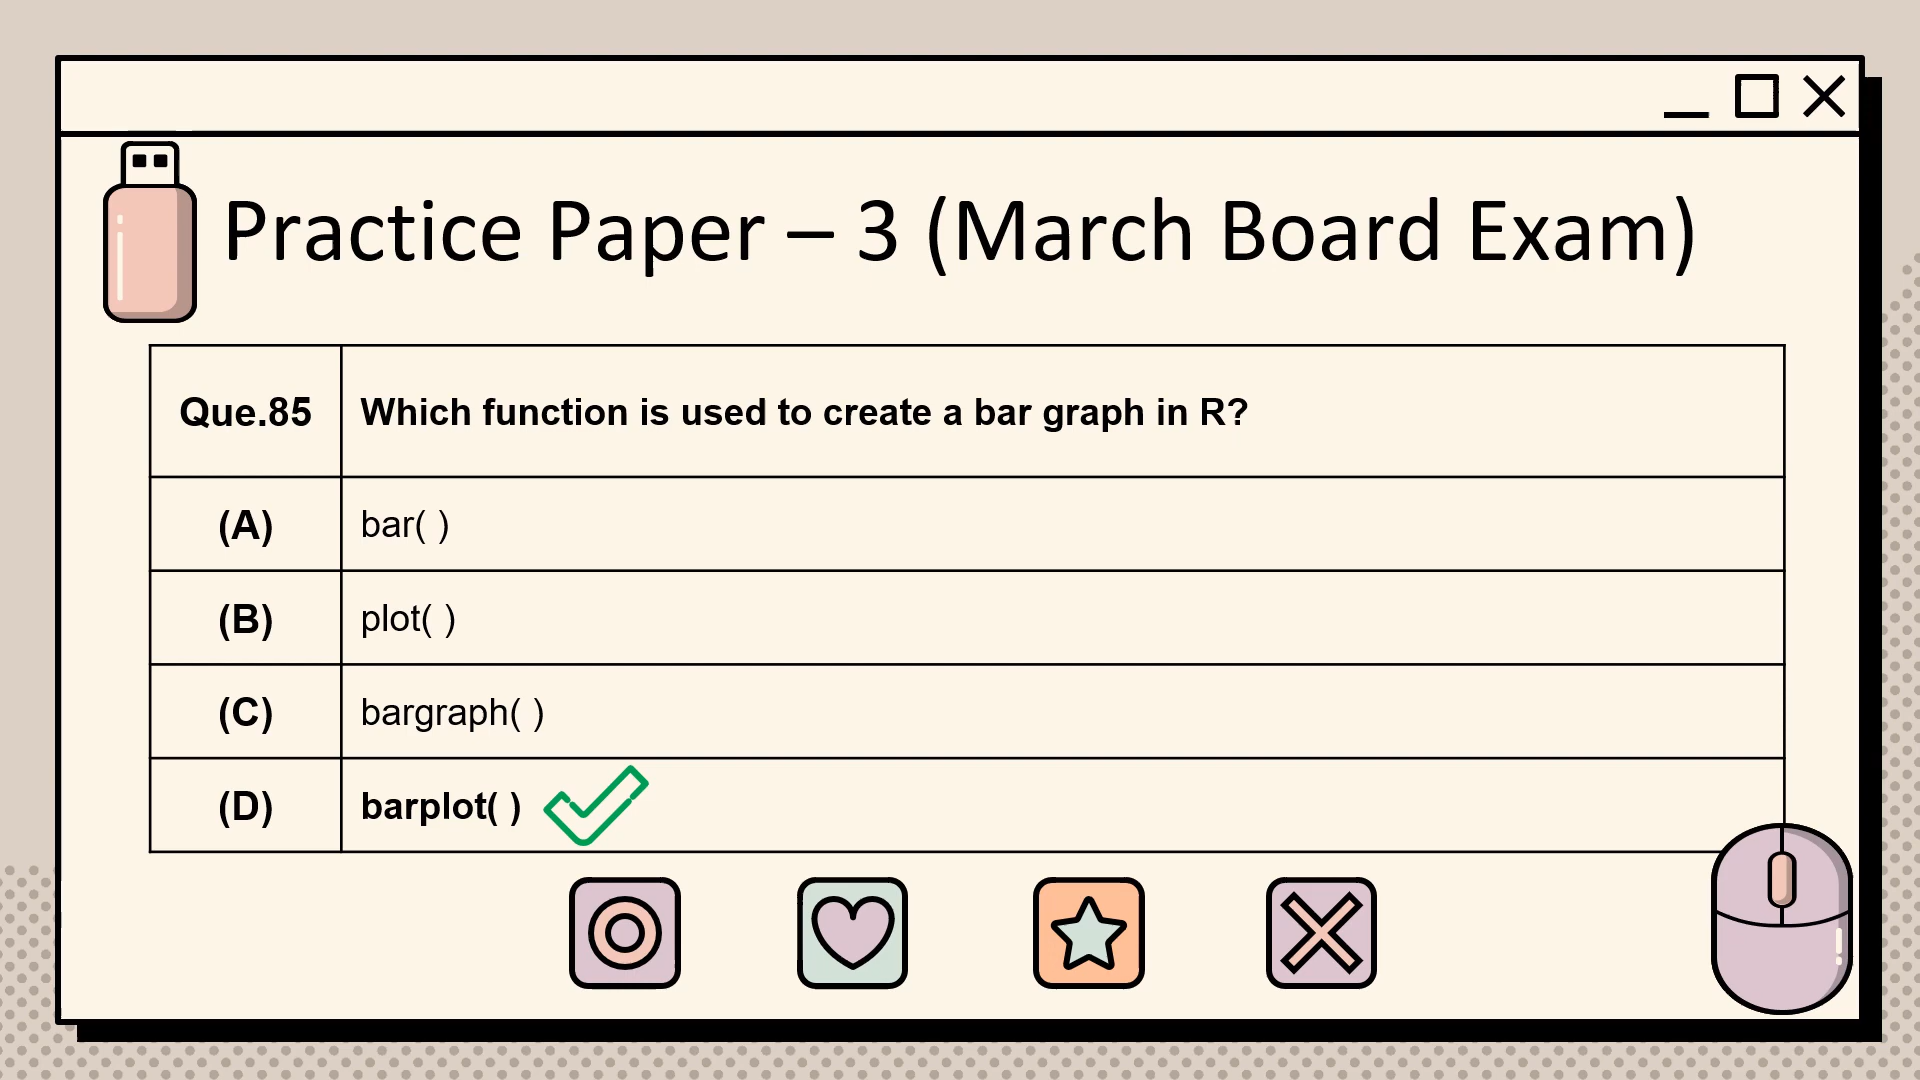 Practice Paper – 3 (March Board Exam)
Que.85 Which function is used to create a bar graph in R?
(A) bar( )
(B) plot( )
(C) bargraph( )
(D) barplot( )